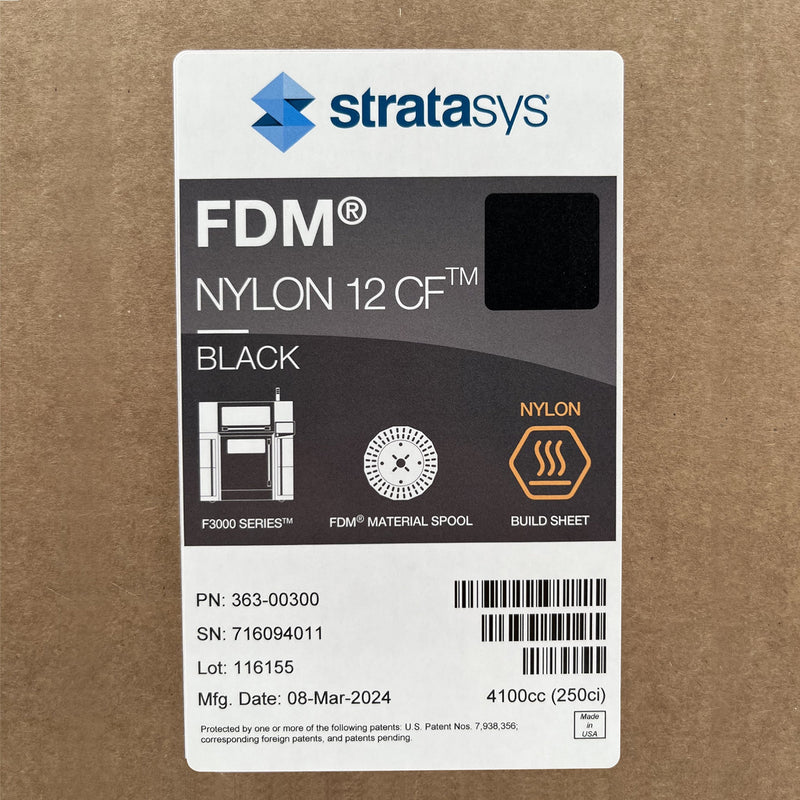 stratasys
FDM®
NYLON 12 CF™
BLACK
NYLON
F3000 SERIES™
FDM® MATERIAL SPOOL
BUILD SHEET
PN: 363-00300
SN: 716094011
Lot: 116155
Mfg. Date: 08-Mar-2024
4100cc (250ci)
Protected by one or more of the following patents: U.S. Patent Nos. 7,938,356;
corresponding foreign patents, and patents pending.
Made
in
USA